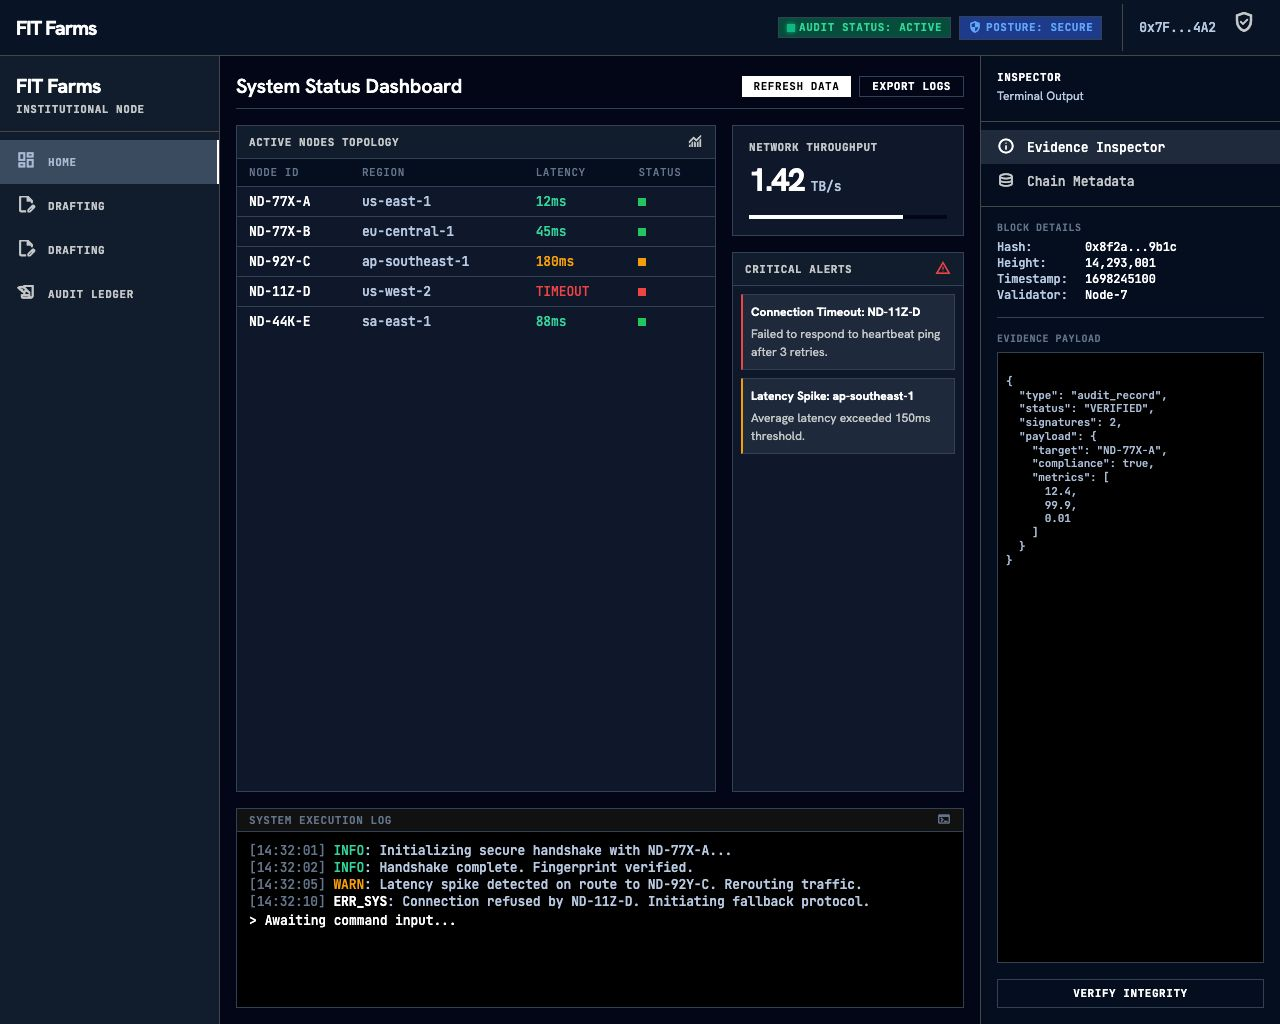 FIT Farms
AUDIT STATUS: ACTIVE
POSTURE: SECURE
0x7F...4A2
FIT Farms
INSTITUTIONAL NODE
HOME
DRAFTING
DRAFTING
AUDIT LEDGER
System Status Dashboard
REFRESH DATA
EXPORT LOGS
ACTIVE NODES TOPOLOGY
NODE ID REGION LATENCY STATUS
ND-77X-A us-east-1 12ms
ND-77X-B eu-central-1 45ms
ND-92Y-C ap-southeast-1 180ms
ND-11Z-D us-west-2 TIMEOUT
ND-44K-E sa-east-1 88ms
NETWORK THROUGHPUT
1.42 TB/s
CRITICAL ALERTS
Connection Timeout: ND-11Z-D
Failed to respond to heartbeat ping
after 3 retries.
Latency Spike: ap-southeast-1
Average latency exceeded 150ms
threshold.
SYSTEM EXECUTION LOG
[14:32:01] INFO: Initializing secure handshake with ND-77X-A...
[14:32:02] INFO: Handshake complete. Fingerprint verified.
[14:32:05] WARN: Latency spike detected on route to ND-92Y-C. Rerouting traffic.
[14:32:10] ERR_SYS: Connection refused by ND-11Z-D. Initiating fallback protocol.
> Awaiting command input...
INSPECTOR
Terminal Output
Evidence Inspector
Chain Metadata
BLOCK DETAILS
Hash: 0x8f2a...9b1c
Height: 14,293,001
Timestamp: 1698245100
Validator: Node-7
EVIDENCE PAYLOAD
{
"type": "audit_record",
"status": "VERIFIED",
"signatures": 2,
"payload": {
"target": "ND-77X-A",
"compliance": true,
"metrics": [
12.4,
99.9,
0.01
]
}
}
VERIFY INTEGRITY